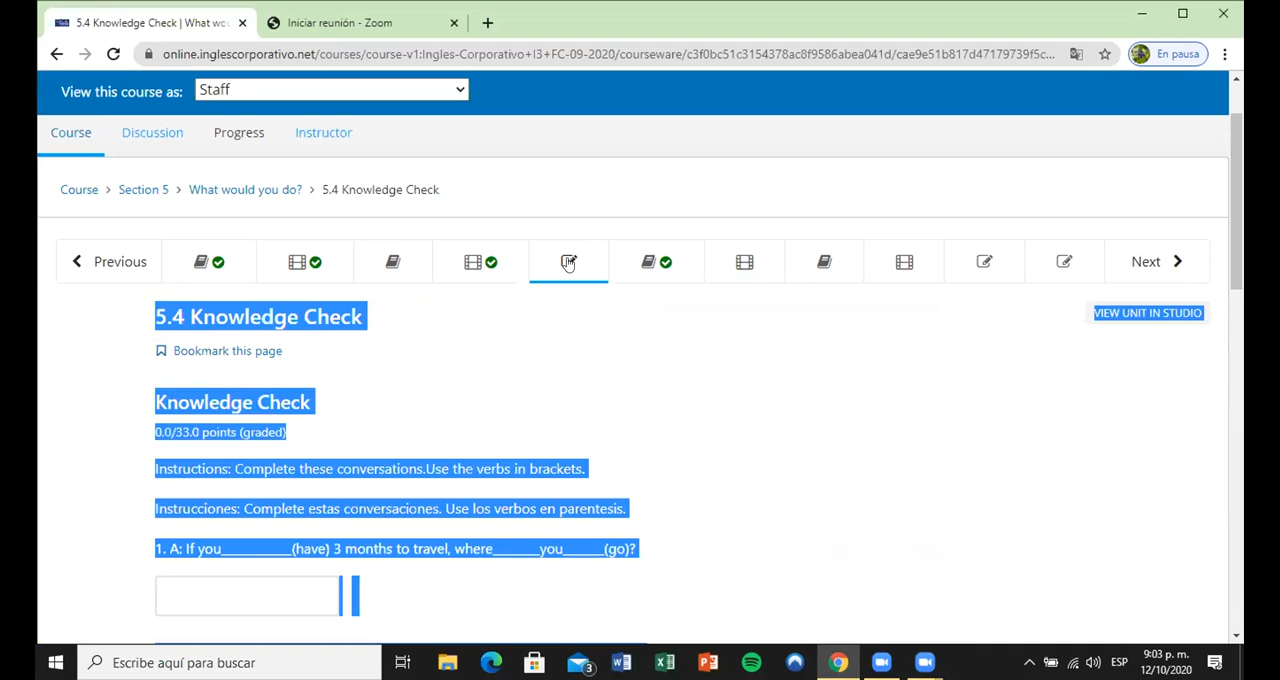 5.4 Knowledge Check | What wou
Iniciar reunión - Zoom
online.inglescorporativo.net/courses/course-v1:Ingles-Corporativo+I3+FC-09-2020/courseware/c3f0bc51c3154378ac8f9586abea041d/cae9e51b817d47179739f5c...
En pausa
View this course as: Staff
Course Discussion Progress Instructor
Course > Section 5 > What would you do? > 5.4 Knowledge Check
Previous Next
5.4 Knowledge Check
VIEW UNIT IN STUDIO
Bookmark this page
Knowledge Check
0.0/33.0 points (graded)
Instructions: Complete these conversations.Use the verbs in brackets.
Instrucciones: Complete estas conversaciones. Use los verbos en parentesis.
1. A: If you__________(have) 3 months to travel, where_______you______(go)?
Escribe aquí para buscar
3
ESP
9:03 p. m.
12/10/2020